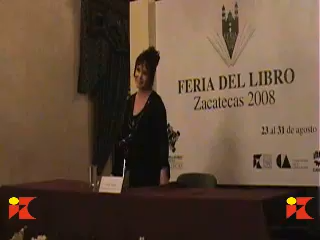 FERIA DEL LIBRO
Zacatecas 2008
23 al 31 de agosto